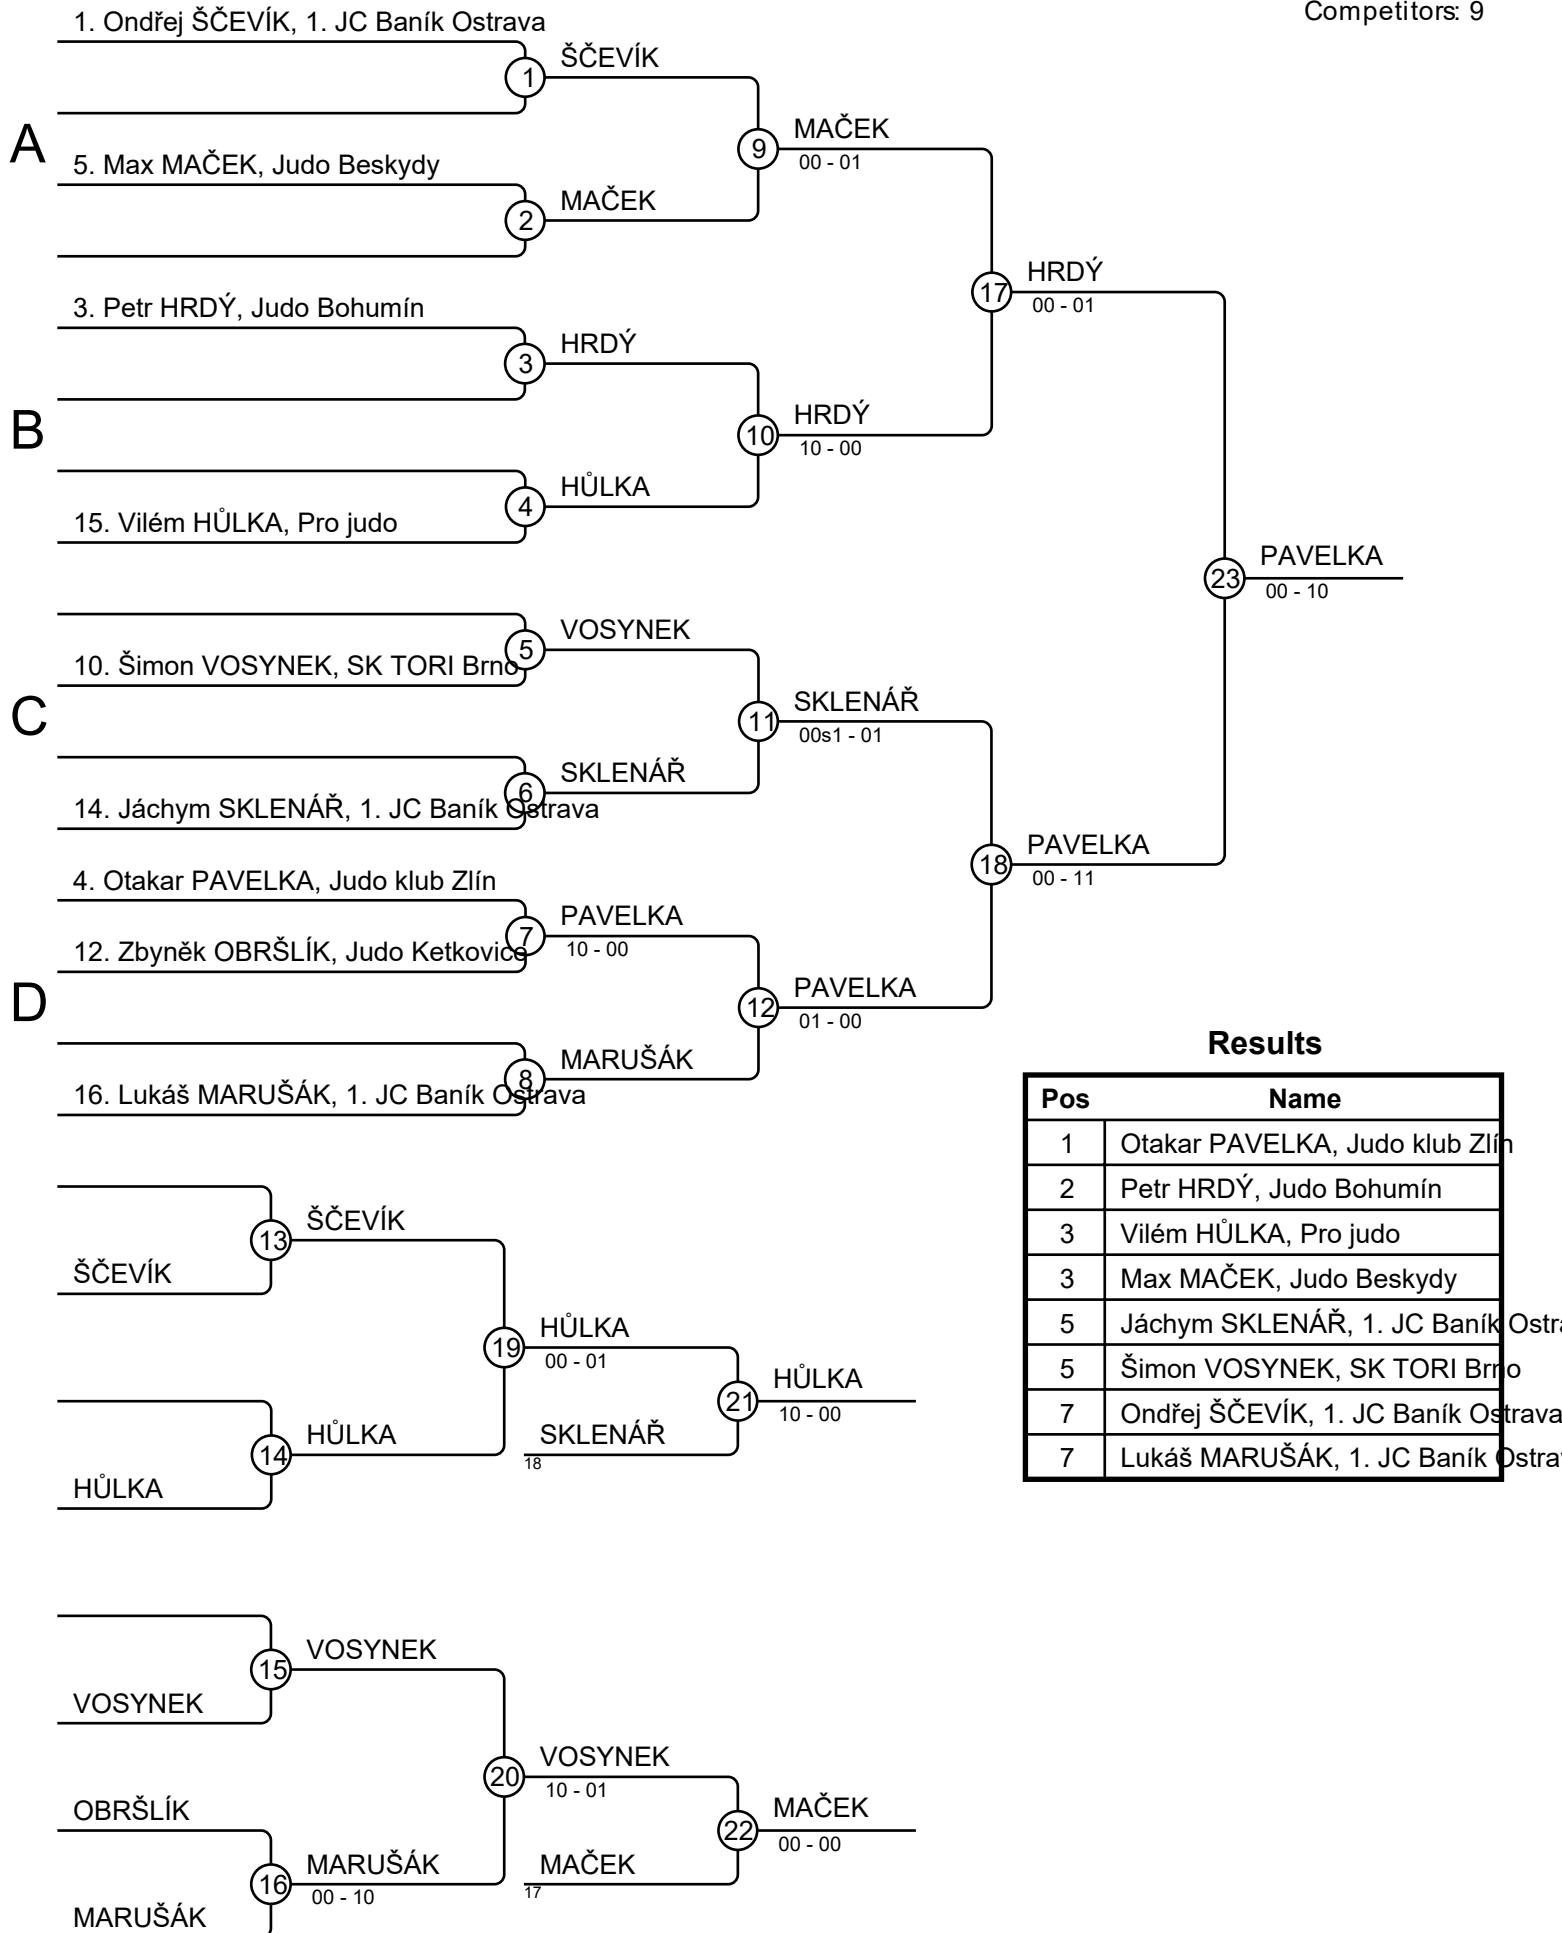 Competitors: 9
1. Ondřej ŠČEVÍK, 1. JC Baník Ostrava
1
ŠČEVÍK
A
5. Max MAČEK, Judo Beskydy
2
MAČEK
9
MAČEK
00 - 01
3. Petr HRDÝ, Judo Bohumín
3
HRDÝ
17
HRDÝ
00 - 01
B
10
HRDÝ
10 - 00
15. Vilém HŮLKA, Pro judo
4
HŮLKA
23
PAVELKA
00 - 10
10. Šimon VOSYNEK, SK TORI Brno
5
VOSYNEK
C
11
SKLENÁŘ
00s1 - 01
14. Jáchym SKLENÁŘ, 1. JC Baník Ostrava
6
SKLENÁŘ
18
PAVELKA
00 - 11
4. Otakar PAVELKA, Judo klub Zlín
12. Zbyněk OBRŠLÍK, Judo Ketkovice
7
PAVELKA
10 - 00
D
12
PAVELKA
01 - 00
16. Lukáš MARUŠÁK, 1. JC Baník Ostrava
8
MARUŠÁK
Results
Pos Name
1 Otakar PAVELKA, Judo klub Zlín
2 Petr HRDÝ, Judo Bohumín
3 Vilém HŮLKA, Pro judo
3 Max MAČEK, Judo Beskydy
5 Jáchym SKLENÁŘ, 1. JC Baník Ostra
5 Šimon VOSYNEK, SK TORI Brno
7 Ondřej ŠČEVÍK, 1. JC Baník Ostrava
7 Lukáš MARUŠÁK, 1. JC Baník Ostra
13
ŠČEVÍK
ŠČEVÍK
19
HŮLKA
00 - 01
14
HŮLKA
HŮLKA
SKLENÁŘ
18
21
HŮLKA
10 - 00
15
VOSYNEK
VOSYNEK
20
VOSYNEK
10 - 01
OBRŠLÍK
16
MARUŠÁK
00 - 10
MARUŠÁK
MAČEK
17
22
MAČEK
00 - 00